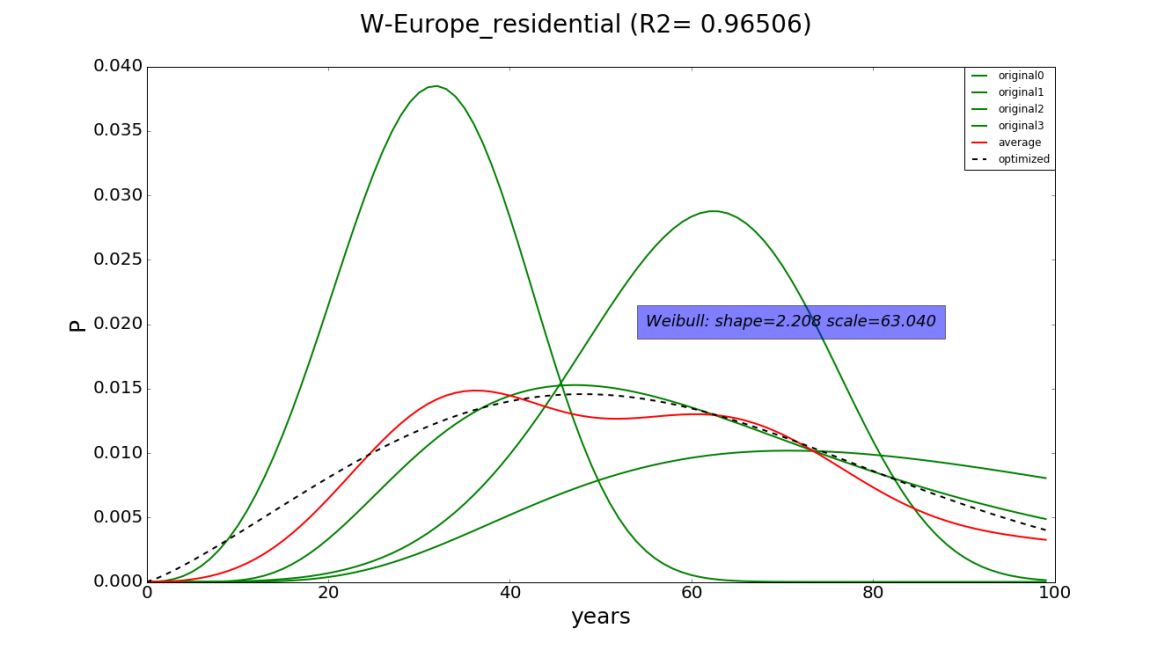 W-Europe_residential (R2= 0.96506)
0.040
0.035
0.030
0.025
0.020
0.015
0.010
0.005
0.000
P
original0
original1
original2
original3
average
optimized
Weibull: shape=2.208 scale=63.040
0 20 40 60 80 100
years